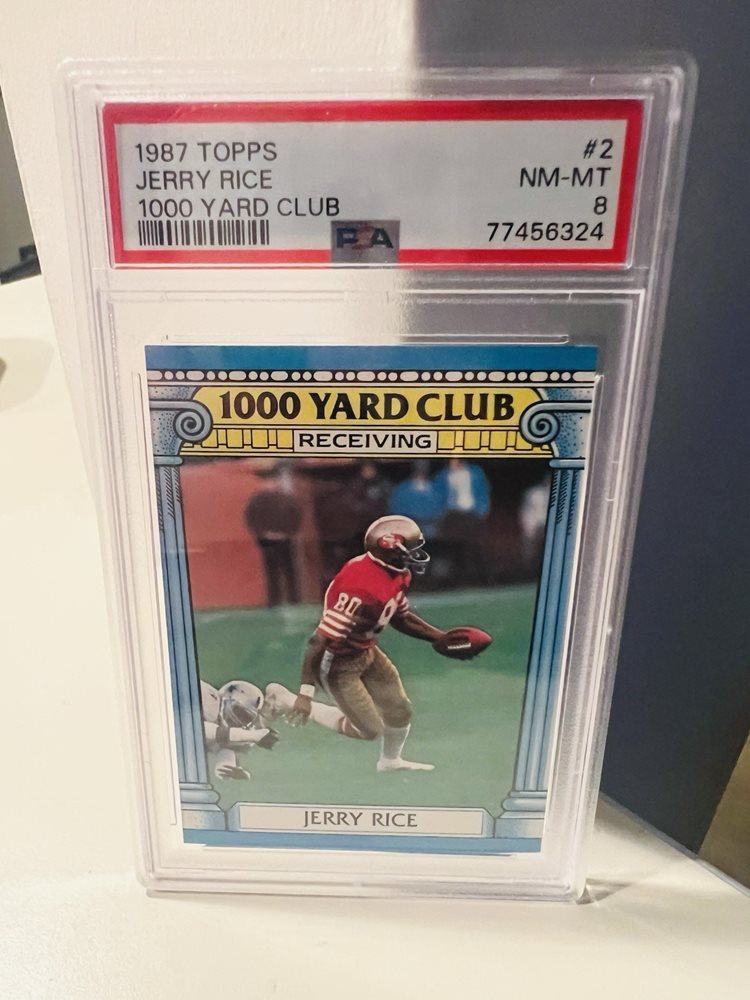 1987 TOPPS
JERRY RICE
1000 YARD CLUB
#2
NM-MT
8
77456324
PSA
1000 YARD CLUB
RECEIVING
80
8
JERRY RICE